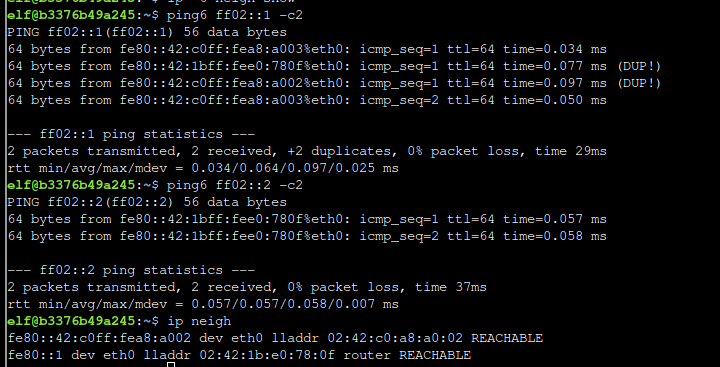 elf@b3376b49a245:~$ ping6 ff02::1 -c2
PING ff02::1(ff02::1) 56 data bytes
64 bytes from fe80::42:c0ff:fea8:a003%eth0: icmp_seq=1 ttl=64 time=0.034 ms
64 bytes from fe80::42:1bff:fee0:780f%eth0: icmp_seq=1 ttl=64 time=0.077 ms (DUP!)
64 bytes from fe80::42:c0ff:fea8:a002%eth0: icmp_seq=1 ttl=64 time=0.097 ms (DUP!)
64 bytes from fe80::42:c0ff:fea8:a003%eth0: icmp_seq=2 ttl=64 time=0.050 ms
--- ff02::1 ping statistics ---
2 packets transmitted, 2 received, +2 duplicates, 0% packet loss, time 29ms
rtt min/avg/max/mdev = 0.034/0.064/0.097/0.025 ms
elf@b3376b49a245:~$ ping6 ff02::2 -c2
PING ff02::2(ff02::2) 56 data bytes
64 bytes from fe80::42:1bff:fee0:780f%eth0: icmp_seq=1 ttl=64 time=0.057 ms
64 bytes from fe80::42:1bff:fee0:780f%eth0: icmp_seq=2 ttl=64 time=0.058 ms
--- ff02::2 ping statistics ---
2 packets transmitted, 2 received, 0% packet loss, time 37ms
rtt min/avg/max/mdev = 0.057/0.057/0.058/0.007 ms
elf@b3376b49a245:~$ ip neigh
fe80::42:c0ff:fea8:a002 dev eth0 lladdr 02:42:c0:a8:a0:02 REACHABLE
fe80::1 dev eth0 lladdr 02:42:1b:e0:78:0f router REACHABLE